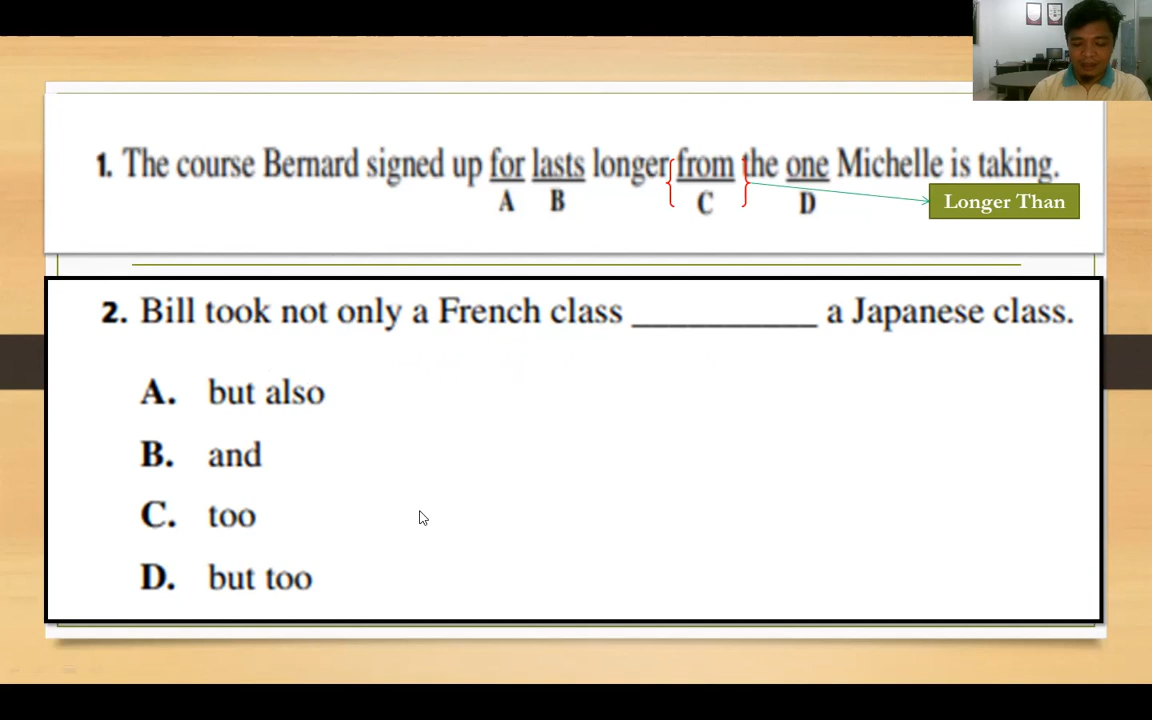 1. The course Bernard signed up for lasts longer from the one Michelle is taking.
A B C D
Longer Than
2. Bill took not only a French class __________ a Japanese class.
A. but also
B. and
C. too
D. but too